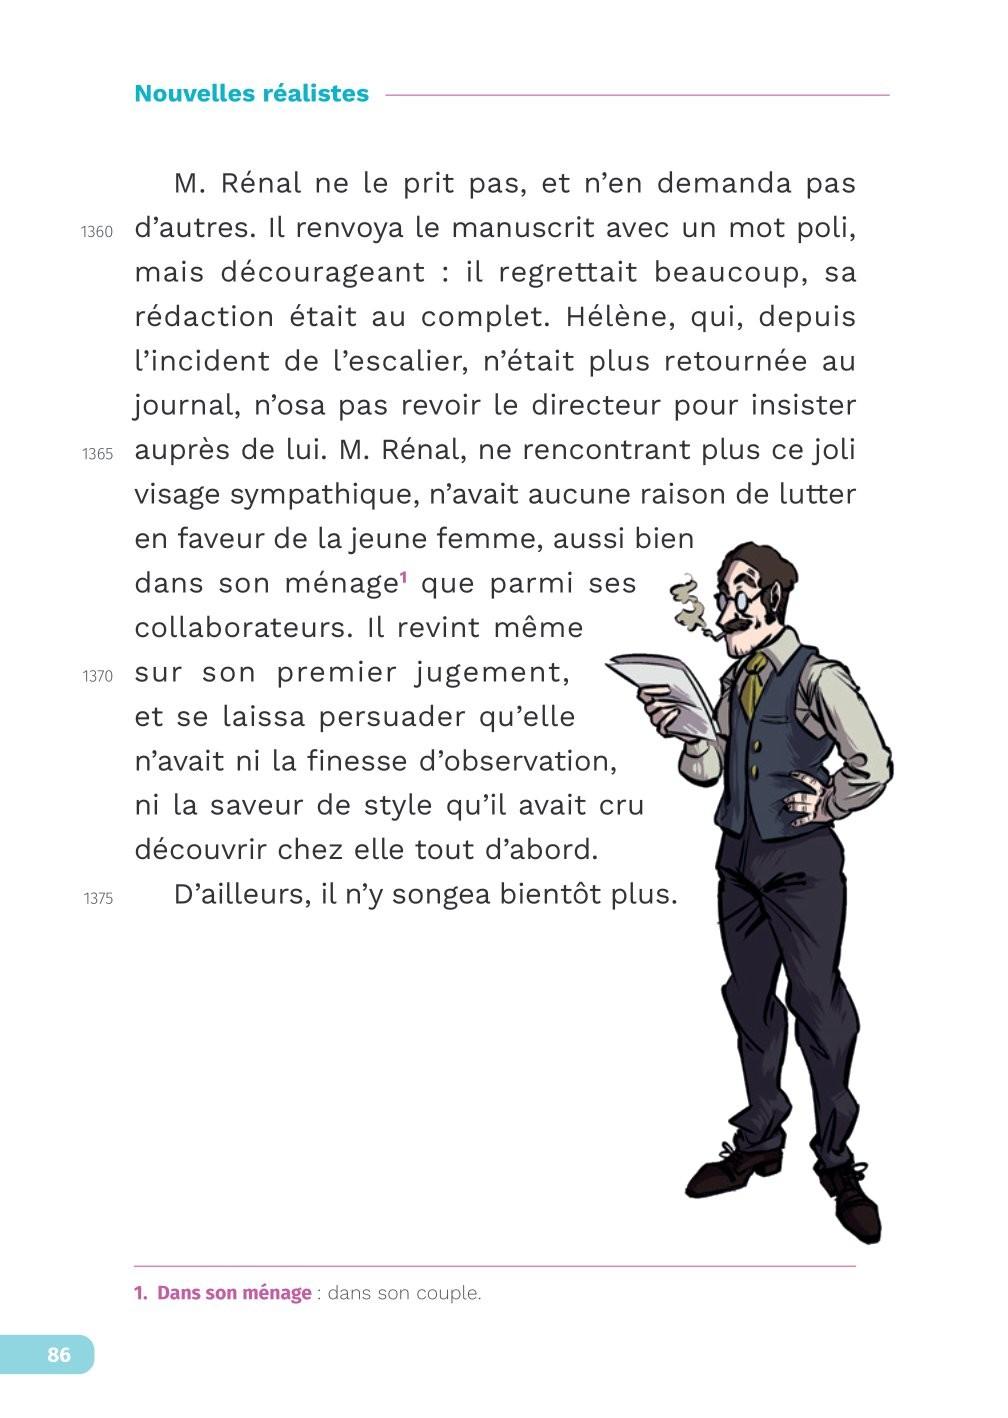 Nouvelles réalistes
M. Rénal ne le prit pas, et n’en demanda pas
1360 d’autres. Il renvoya le manuscrit avec un mot poli,
mais décourageant : il regrettait beaucoup, sa
rédaction était au complet. Hélène, qui, depuis
l’incident de l’escalier, n’était plus retournée au
journal, n’osa pas revoir le directeur pour insister
1365 auprès de lui. M. Rénal, ne rencontrant plus ce joli
visage sympathique, n’avait aucune raison de lutter
en faveur de la jeune femme, aussi bien
dans son ménage1 que parmi ses
collaborateurs. Il revint même
1370 sur son premier jugement,
et se laissa persuader qu’elle
n’avait ni la finesse d’observation,
ni la saveur de style qu’il avait cru
découvrir chez elle tout d’abord.
1375 D’ailleurs, il n’y songea bientôt plus.
1. Dans son ménage : dans son couple.
86